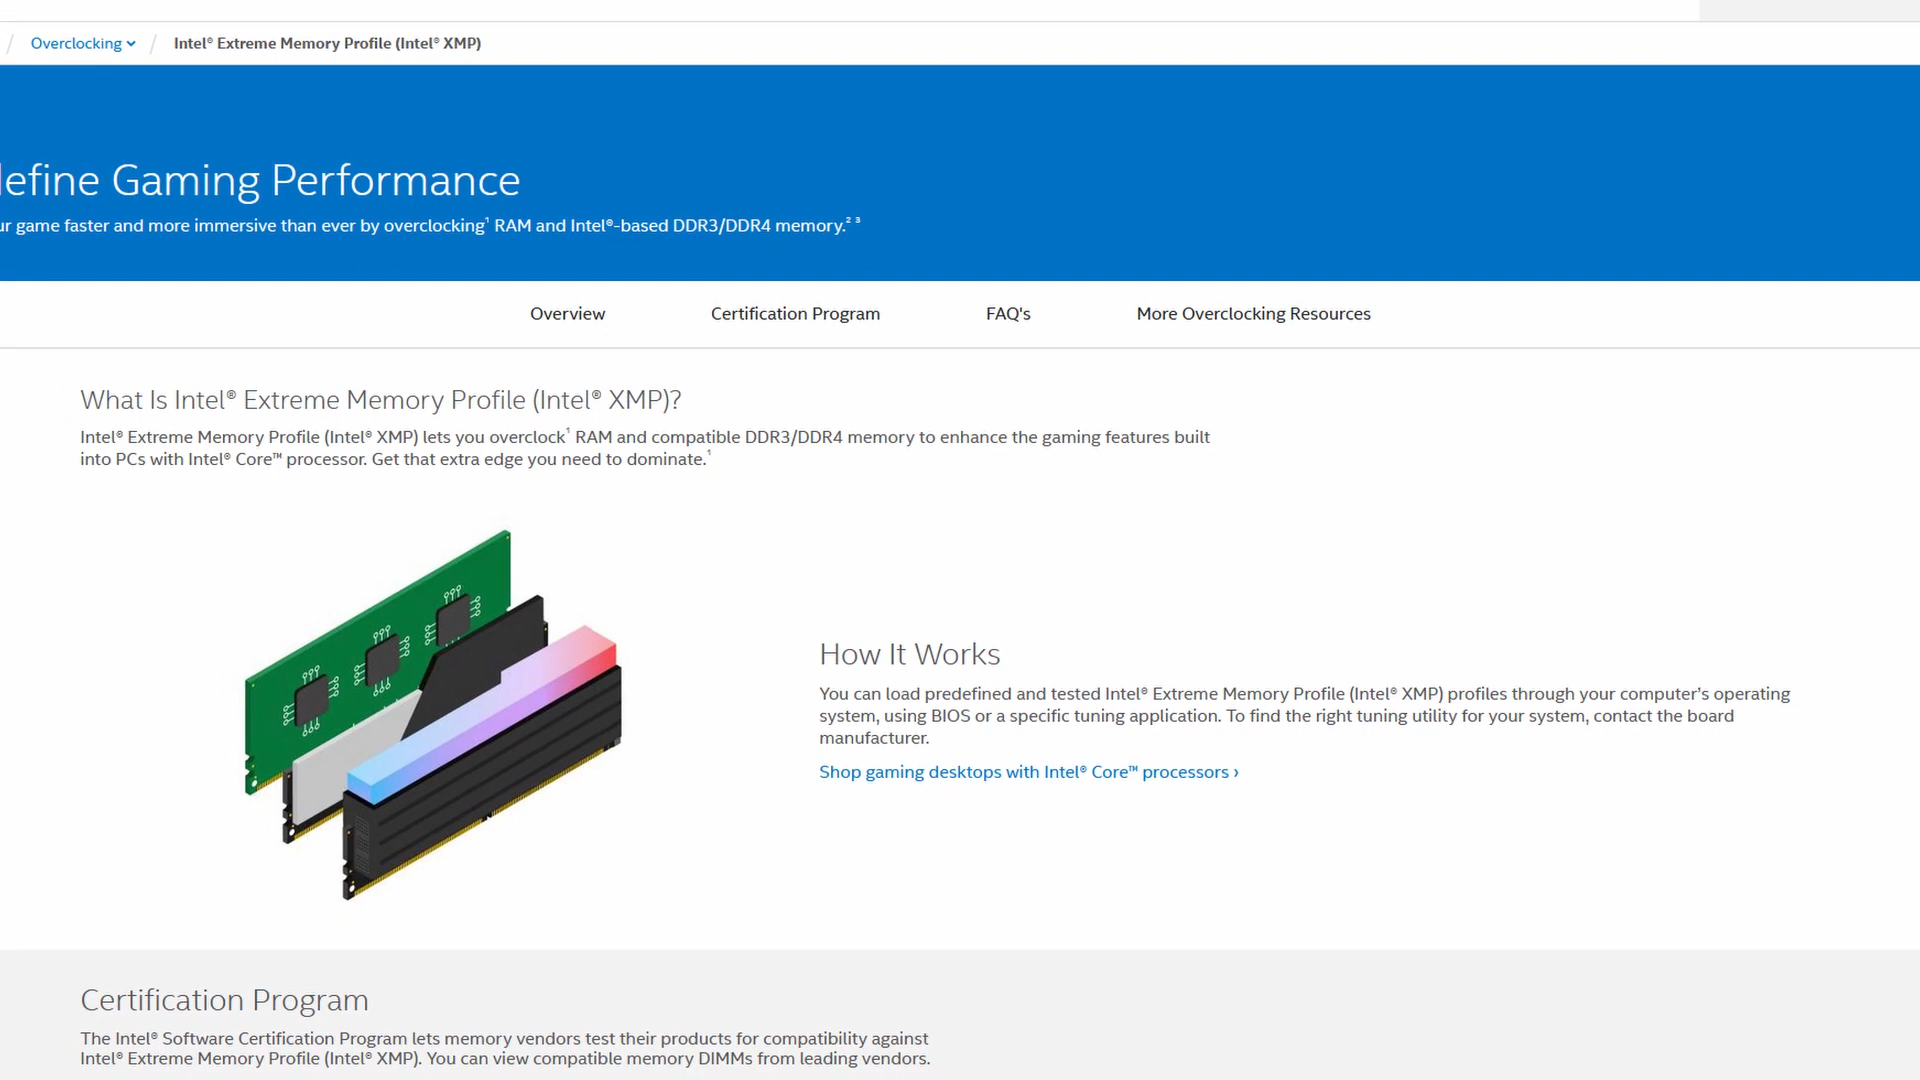 Overclocking / Intel® Extreme Memory Profile (Intel® XMP)
efine Gaming Performance
ur game faster and more immersive than ever by overclocking¹ RAM and Intel®-based DDR3/DDR4 memory.² ³
Overview Certification Program FAQ's More Overclocking Resources
What Is Intel® Extreme Memory Profile (Intel® XMP)?
Intel® Extreme Memory Profile (Intel® XMP) lets you overclock¹ RAM and compatible DDR3/DDR4 memory to enhance the gaming features built
into PCs with Intel® Core™ processor. Get that extra edge you need to dominate.¹
How It Works
You can load predefined and tested Intel® Extreme Memory Profile (Intel® XMP) profiles through your computer's operating
system, using BIOS or a specific tuning application. To find the right tuning utility for your system, contact the board
manufacturer.
Shop gaming desktops with Intel® Core™ processors ›
Certification Program
The Intel® Software Certification Program lets memory vendors test their products for compatibility against
Intel® Extreme Memory Profile (Intel® XMP). You can view compatible memory DIMMs from leading vendors.